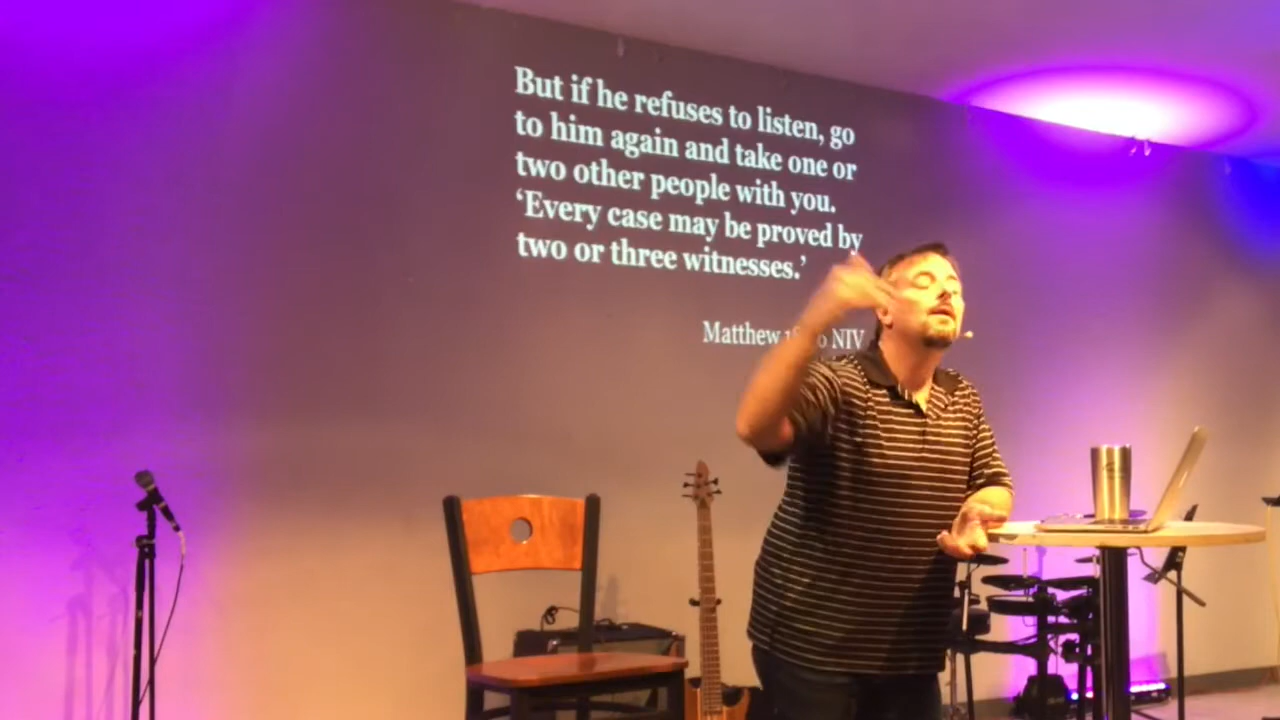 But if he refuses to listen, go
to him again and take one or
two other people with you.
‘Every case may be proved by
two or three witnesses.’
Matthew NIV